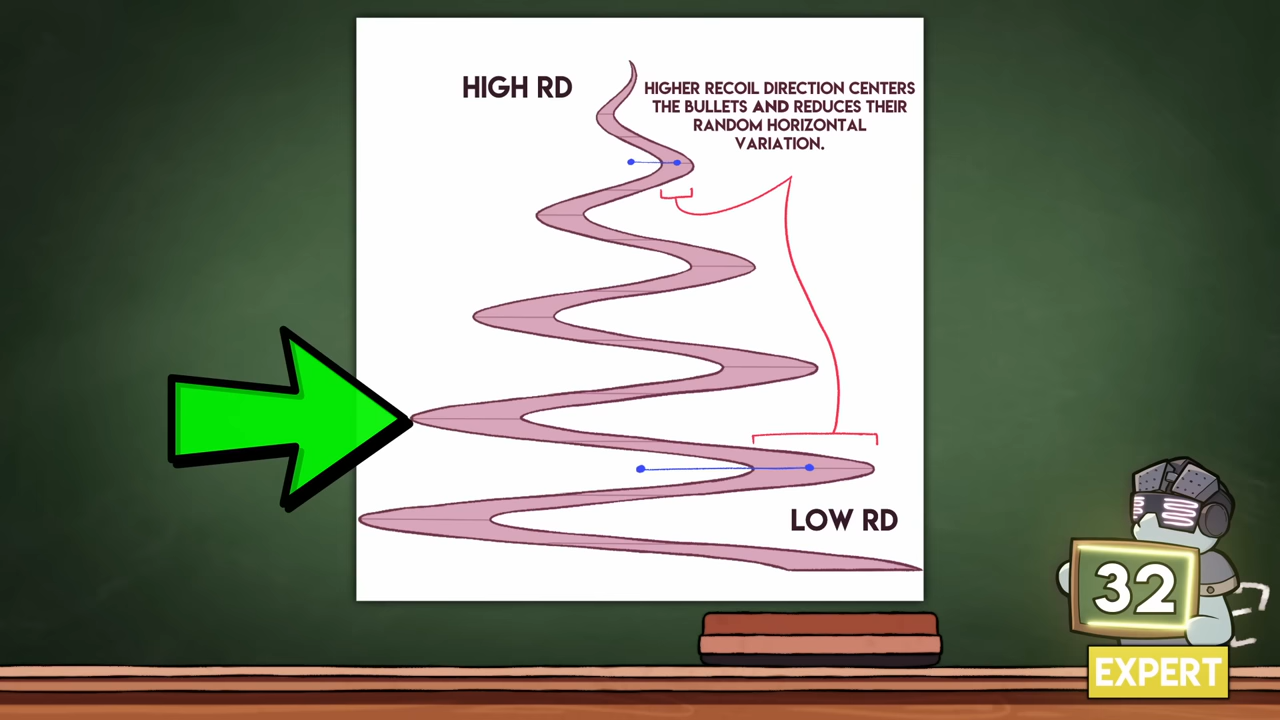 HIGH RD
HIGHER RECOIL DIRECTION CENTERS
THE BULLETS AND REDUCES THEIR
RANDOM HORIZONTAL
VARIATION.
LOW RD
32
EXPERT